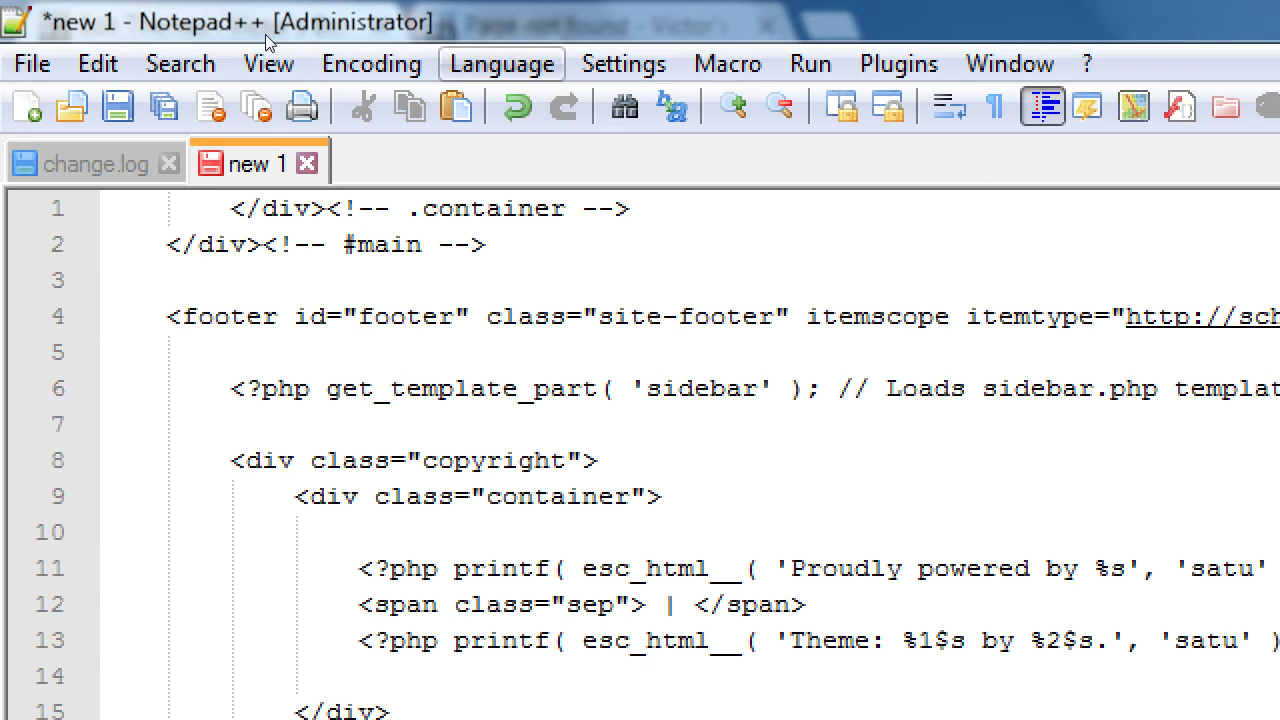 *new 1 - Notepad++ [Administrator]
Page not found - Victor
File Edit Search View Encoding Language Settings Macro Run Plugins Window ?
change.log new 1
1 </div><!-- .container -->
2 </div><!-- #main -->
3
4 <footer id="footer" class="site-footer" itemscope itemtype="http://sch
5
6 <?php get_template_part( 'sidebar' ); // Loads sidebar.php templat
7
8 <div class="copyright">
9 <div class="container">
10
11 <?php printf( esc_html__( 'Proudly powered by %s', 'satu'
12 <span class="sep"> | </span>
13 <?php printf( esc_html__( 'Theme: %1$s by %2$s.', 'satu' )
14
15 </div>